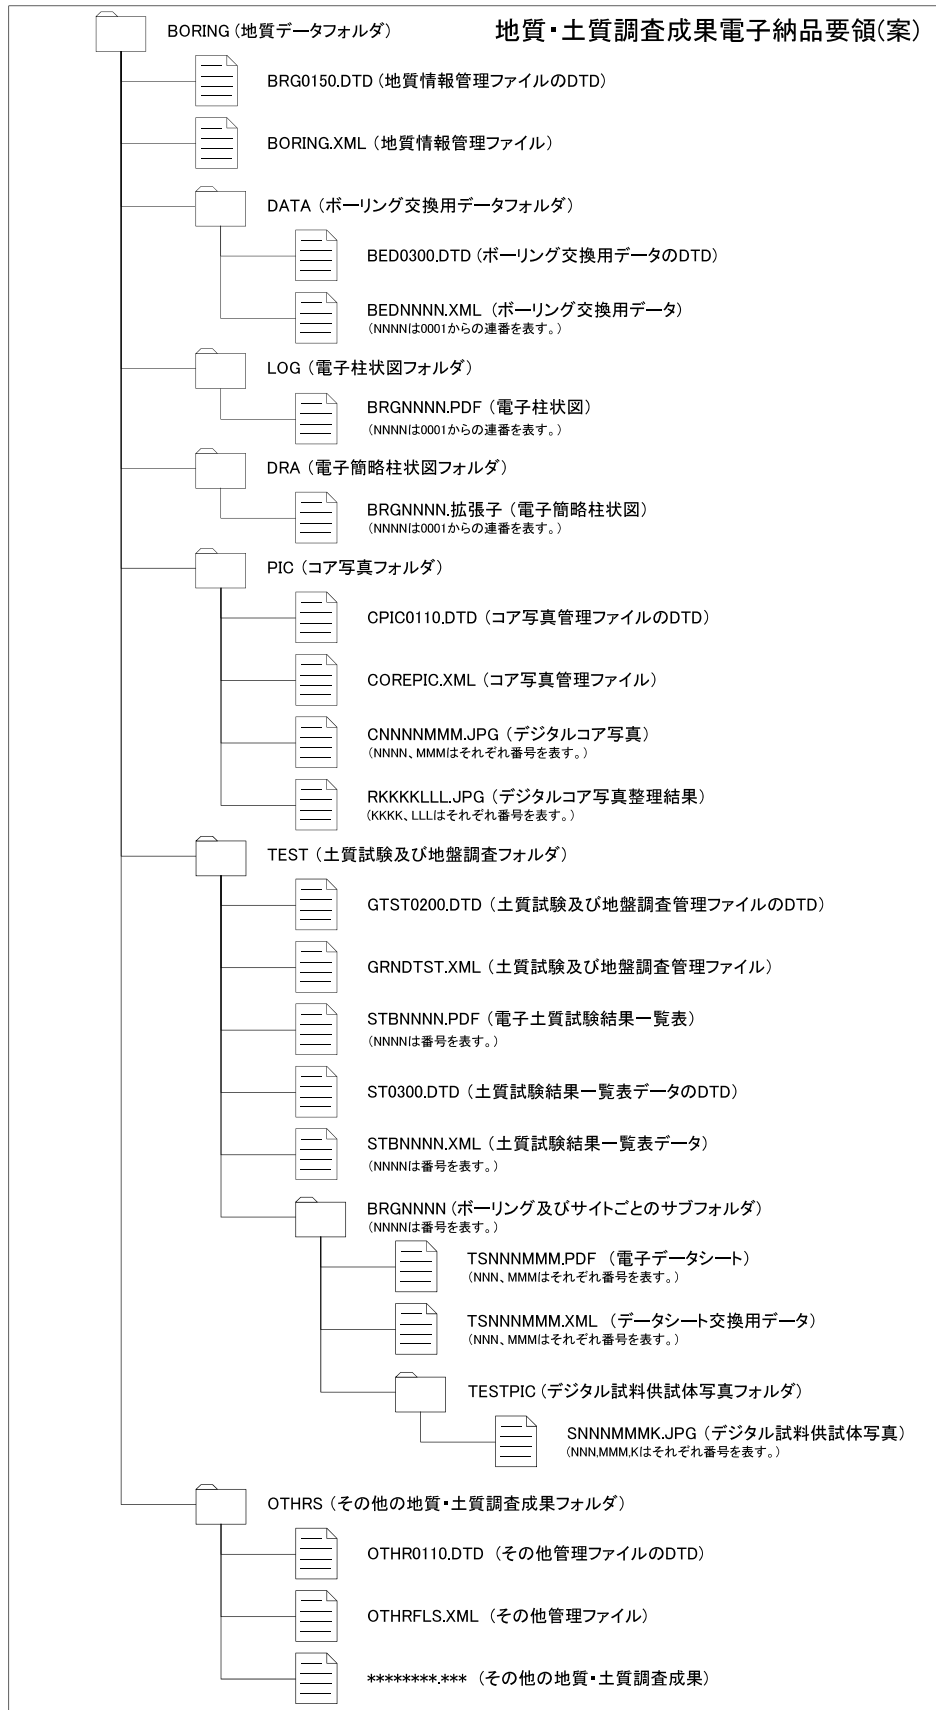 BORING (地質データフォルダ)
地質・土質調査成果電子納品要領(案)
BRG0150.DTD (地質情報管理ファイルのDTD)
BORING.XML (地質情報管理ファイル)
DATA (ボーリング交換用データフォルダ)
BED0300.DTD (ボーリング交換用データのDTD)
BEDNNNN.XML (ボーリング交換用データ)
(NNNNは0001からの連番を表す。)
LOG (電子柱状図フォルダ)
BRGNNNN.PDF (電子柱状図)
(NNNNは0001からの連番を表す。)
DRA (電子簡略柱状図フォルダ)
BRGNNNN.拡張子 (電子簡略柱状図)
(NNNNは0001からの連番を表す。)
PIC (コア写真フォルダ)
CPIC0110.DTD (コア写真管理ファイルのDTD)
COREPIC.XML (コア写真管理ファイル)
CNNNNMMM.JPG (デジタルコア写真)
(NNNN、MMMはそれぞれ番号を表す。)
RKKKKLLL.JPG (デジタルコア写真整理結果)
(KKKK、LLLはそれぞれ番号を表す。)
TEST (土質試験及び地盤調査フォルダ)
GTST0200.DTD (土質試験及び地盤調査管理ファイルのDTD)
GRNDTST.XML (土質試験及び地盤調査管理ファイル)
STBNNNN.PDF (電子土質試験結果一覧表)
(NNNNは番号を表す。)
ST0300.DTD (土質試験結果一覧表データのDTD)
STBNNNN.XML (土質試験結果一覧表データ)
(NNNNは番号を表す。)
BRGNNNN (ボーリング及びサイトごとのサブフォルダ)
(NNNNは番号を表す。)
TSNNNMMM.PDF (電子データシート)
(NNN、MMMはそれぞれ番号を表す。)
TSNNNMMM.XML (データシート交換用データ)
(NNN、MMMはそれぞれ番号を表す。)
TESTPIC (デジタル試料供試体写真フォルダ)
SNNNMMMK.JPG (デジタル試料供試体写真)
(NNN,MMM,Kはそれぞれ番号を表す。)
OTHRS (その他の地質・土質調査成果フォルダ)
OTHR0110.DTD (その他管理ファイルのDTD)
OTHRFLS.XML (その他管理ファイル)
********.*** (その他の地質・土質調査成果)